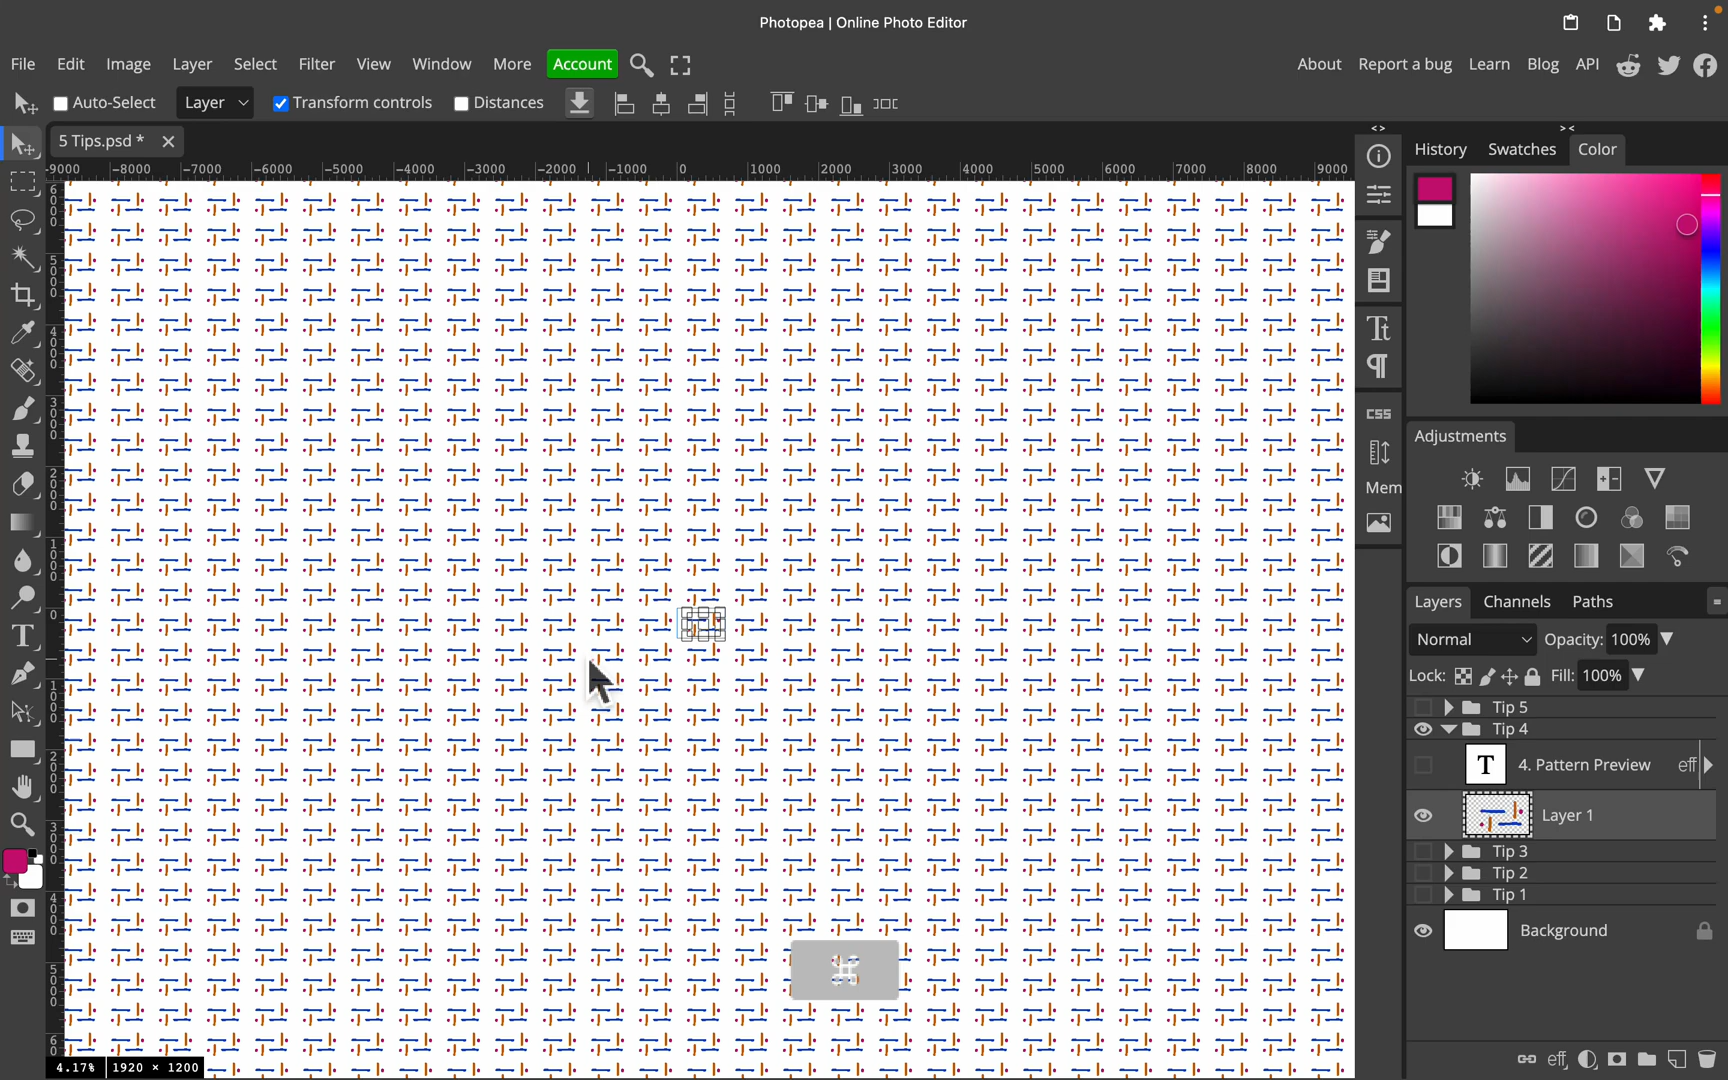 Photopea | Online Photo Editor
File Edit Image Layer Select Filter View Window More Account
About Report a bug Learn Blog API
Auto-Select Layer Transform controls Distances
5 Tips.psd *
-9000 -8000 -7000 -6000 -5000 -4000 -3000 -2000 -1000 0 1000 2000 3000 4000 5000 6000 7000 8000 9000
History Swatches Color
Tt
CSS
Mem
Adjustments
Layers Channels Paths
Normal Opacity: 100%
Lock: Fill: 100%
Tip 5
Tip 4
T 4. Pattern Preview eff
Layer 1
Tip 3
Tip 2
Tip 1
Background
⌘
4.17% 1920 × 1200
eff